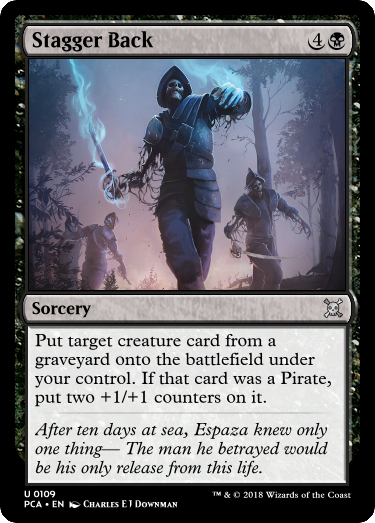 Stagger Back 4
Sorcery
Put target creature card from a
graveyard onto the battlefield under
your control. If that card was a Pirate,
put two +1/+1 counters on it.
After ten days at sea, Espaza knew only
one thing— The man he betrayed would
be his only release from this life.
U 0109
PCA • EN Charles E J Downman
™ & © 2018 Wizards of the Coast